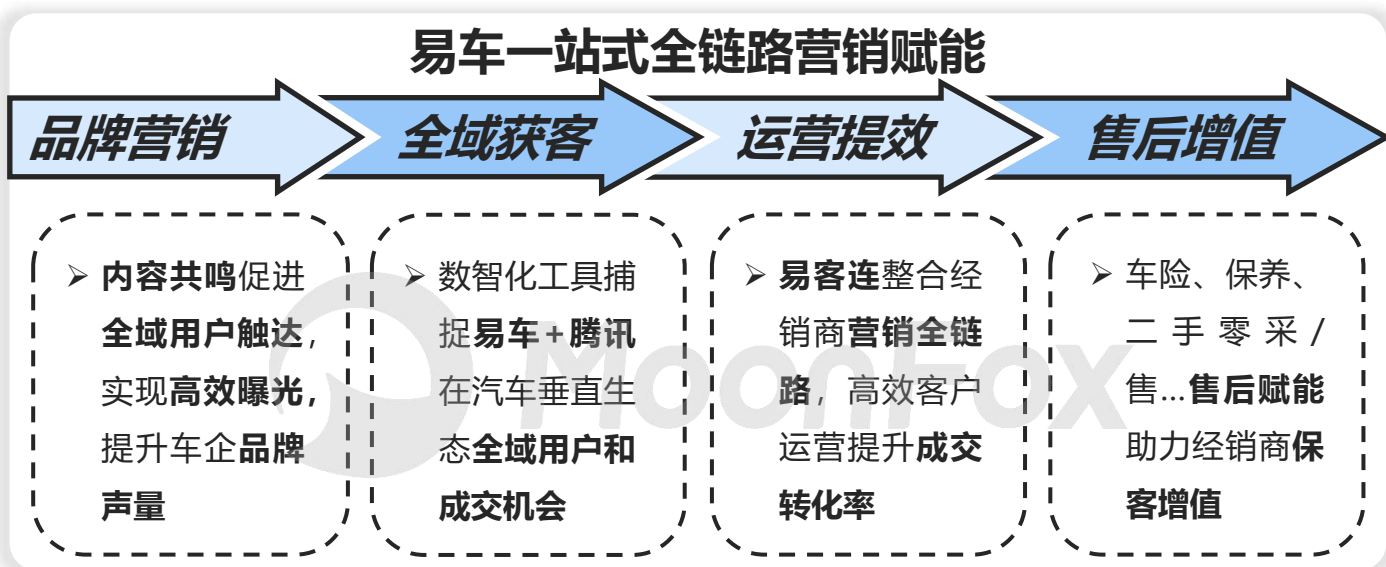 易车一站式全链路营销赋能
品牌营销
全域获客
运营提效
售后增值
➢ 内容共鸣促进
全域用户触达，
实现高效曝光，
提升车企品牌
声量
➢ 数智化工具捕
捉易车+腾讯
在汽车垂直生
态全域用户和
成交机会
➢ 易客连整合经
销商营销全链
路，高效客户
运营提升成交
转化率
➢ 车险、保养、
二手零采/
售...售后赋能
助力经销商保
客增值
MoonFox